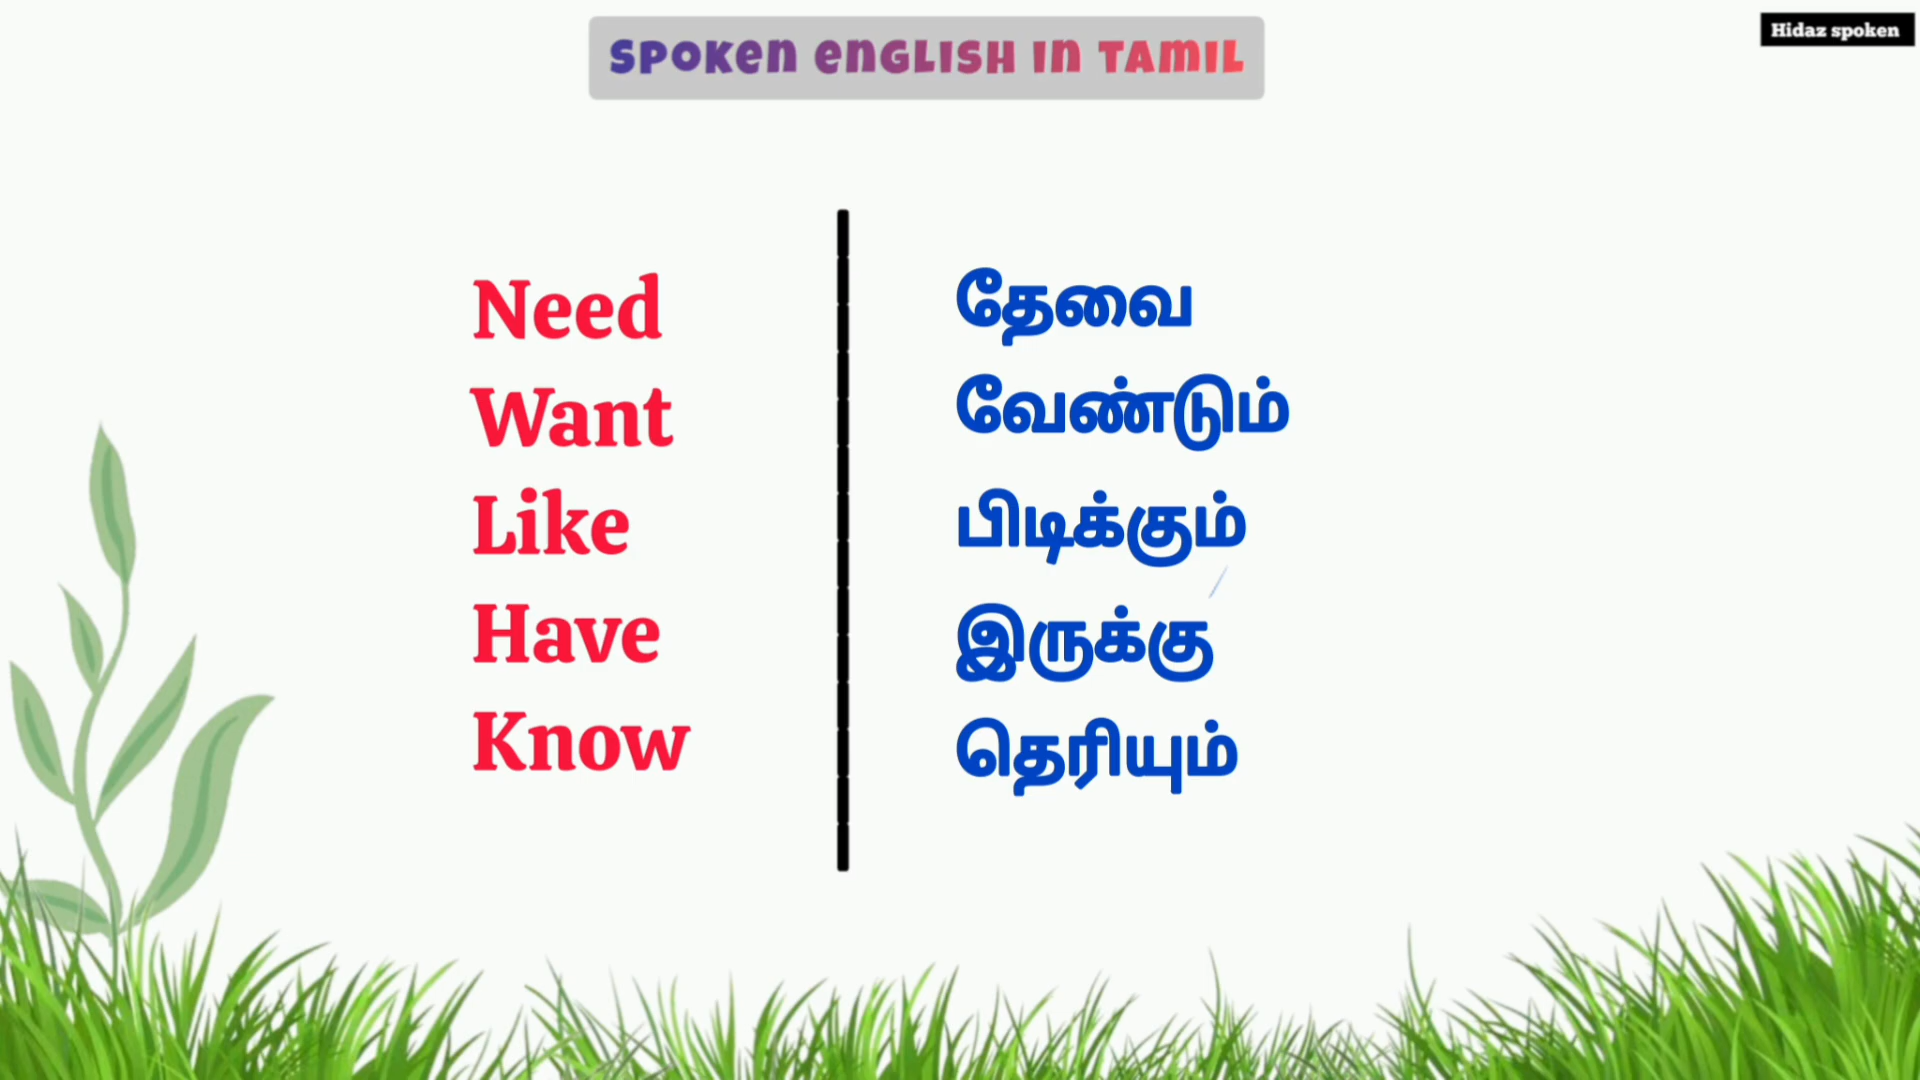 SPOKEN ENGLISH IN TAMIL
Hidaz spoken
Need தேவை
Want வேண்டும்
Like பிடிக்கும்
Have இருக்கு
Know தெரியும்